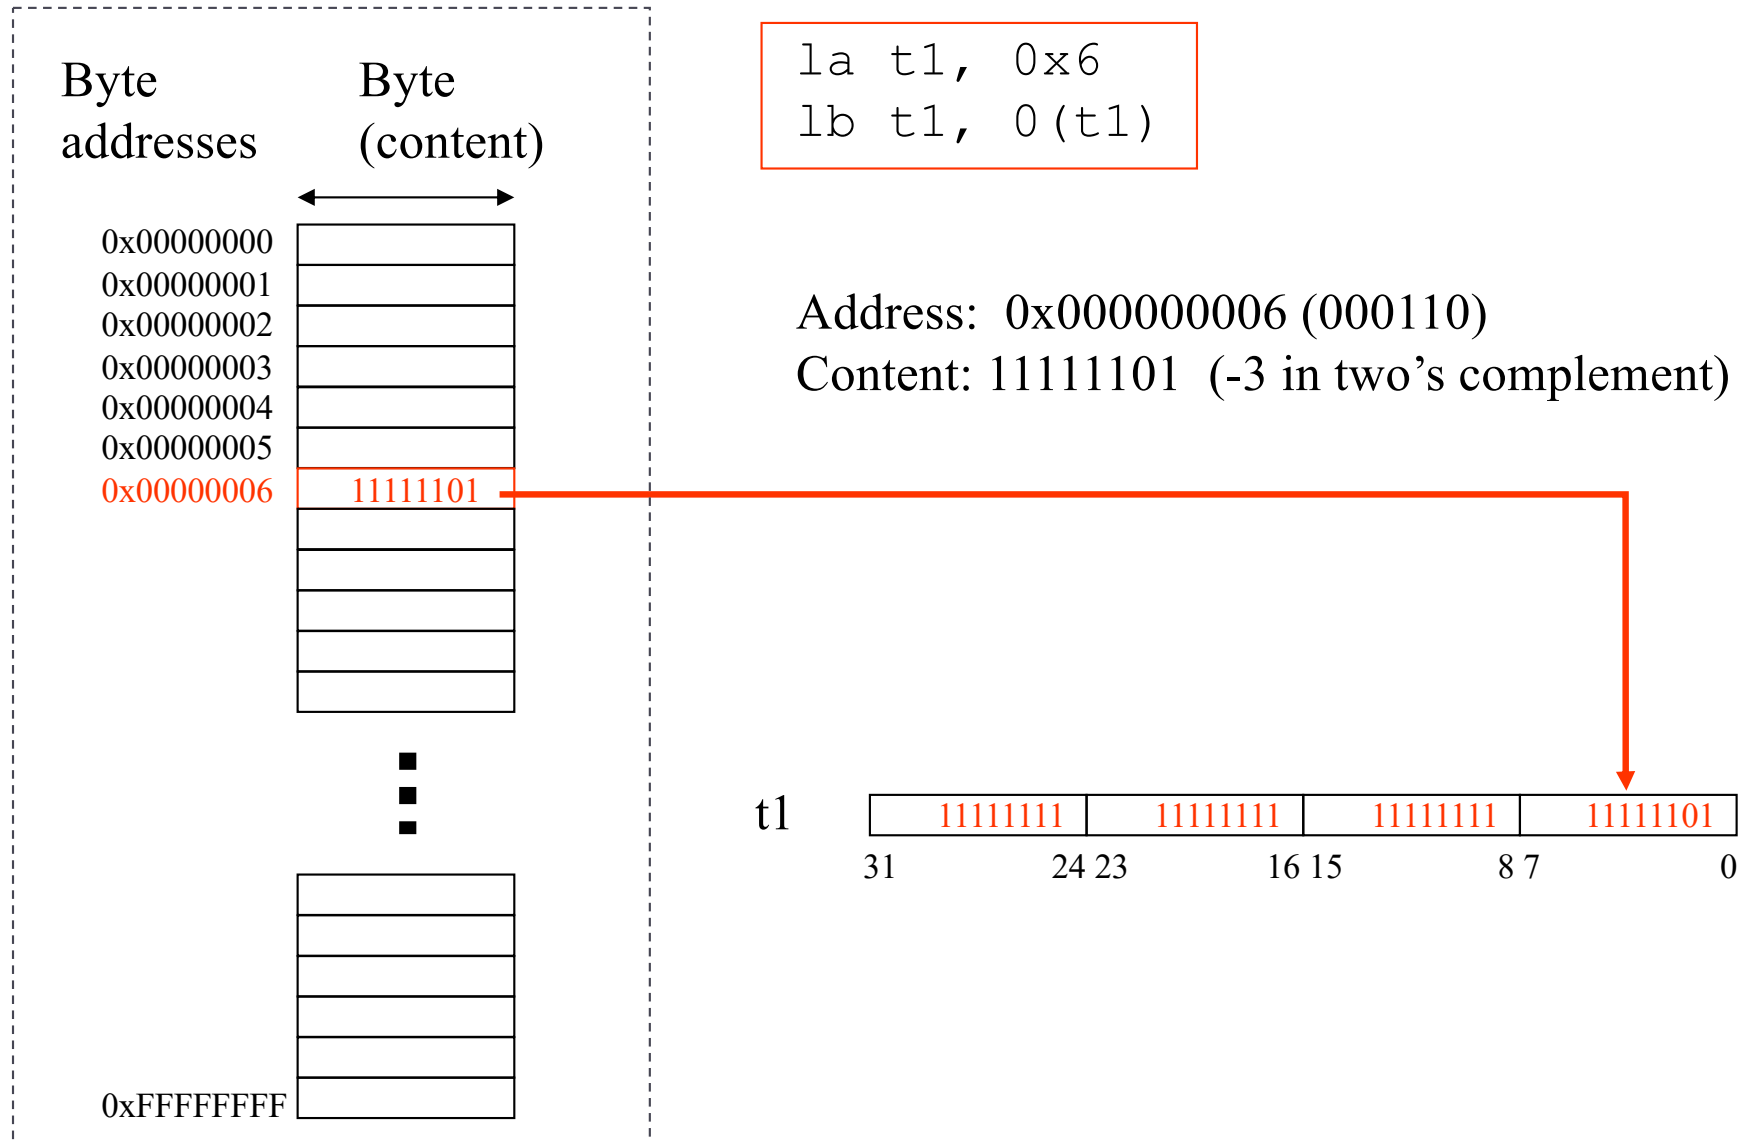 Byte addresses
Byte (content)
la t1, 0x6
lb t1, 0(t1)
0x00000000
0x00000001
0x00000002
0x00000003
0x00000004
0x00000005
0x00000006 11111101
Address: 0x000000006 (000110)
Content: 11111101 (-3 in two’s complement)
t1 11111111 11111111 11111111 11111101
31 24 23 16 15 8 7 0
0xFFFFFFFF